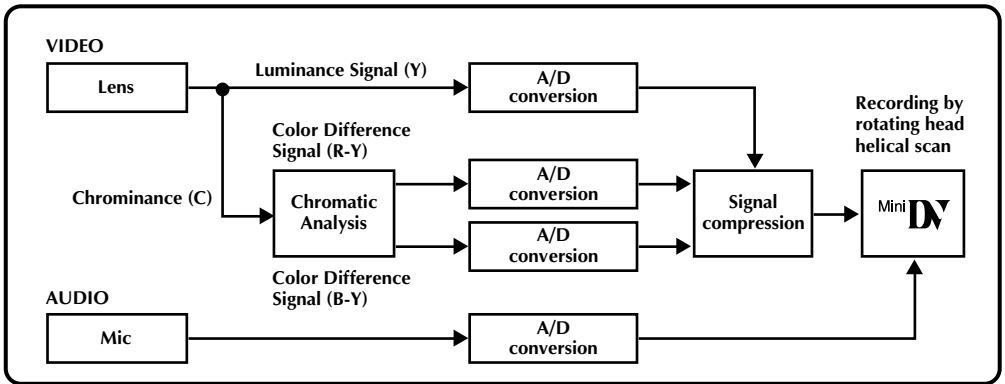 VIDEO
Lens
Luminance Signal (Y)
A/D
conversion
Recording by
rotating head
helical scan
Color Difference
Signal (R-Y)
Chrominance (C)
Chromatic
Analysis
A/D
conversion
Signal
compression
Mini DV
A/D
conversion
Color Difference
Signal (B-Y)
AUDIO
Mic
A/D
conversion